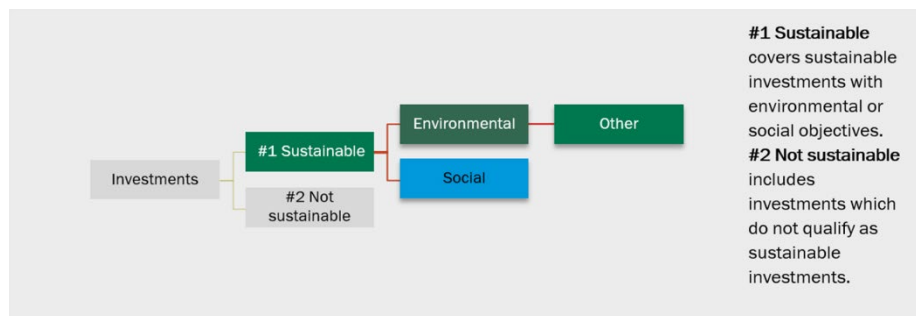 Investments
#1 Sustainable
#2 Not
sustainable
Environmental
Social
Other
#1 Sustainable
covers sustainable
investments with
environmental or
social objectives.
#2 Not sustainable
includes
investments which
do not qualify as
sustainable
investments.